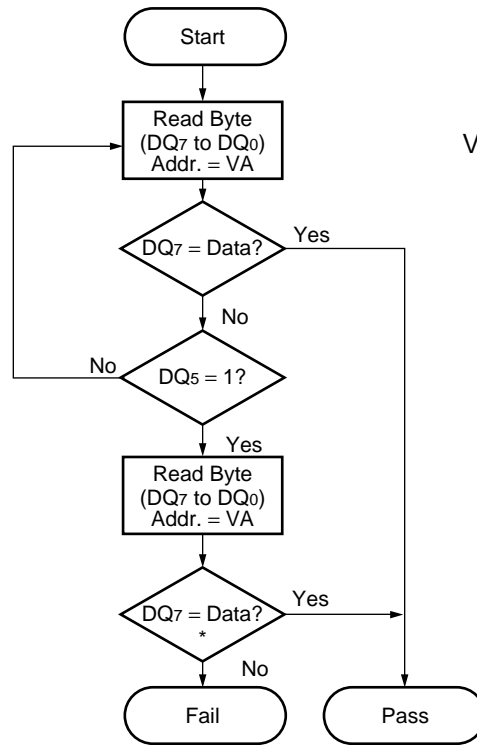 Start
Read Byte
(DQ7 to DQ0)
Addr. = VA
V
DQ7 = Data?
Yes
No
No
DQ5 = 1?
Yes
Read Byte
(DQ7 to DQ0)
Addr. = VA
DQ7 = Data?
*
Yes
No
Fail
Pass